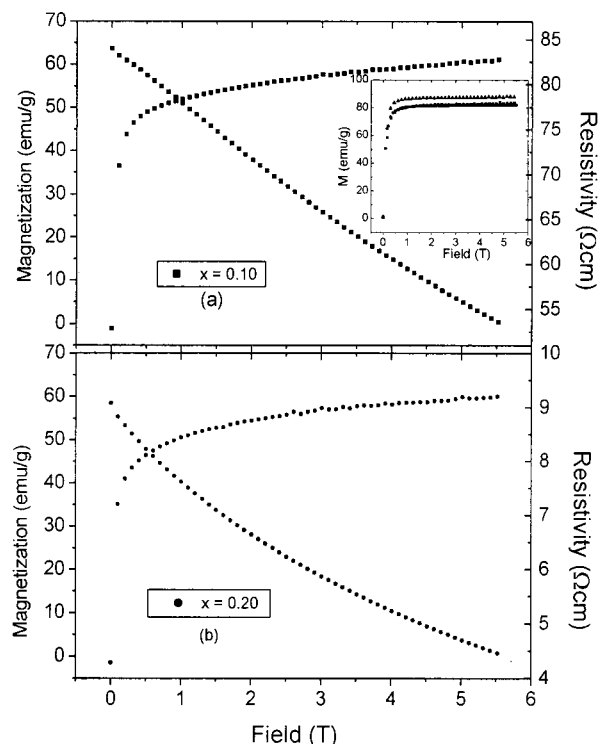 70
60
50
40
30
20
10
0
Magnetization (emu/g)
85
80
75
70
65
60
55
Resistivity (Ωcm)
100
80
60
40
20
0
M (emu/g)
0 1 2 3 4 5 6
Field (T)
x = 0.10
(a)
70
60
50
40
30
20
10
0
Magnetization (emu/g)
10
9
8
7
6
5
4
Resistivity (Ωcm)
x = 0.20
(b)
0 1 2 3 4 5 6
Field (T)